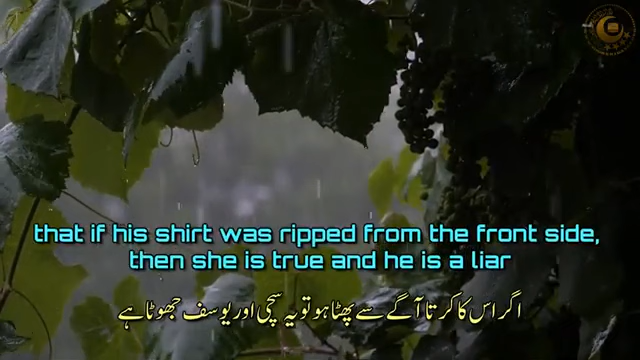 that if his shirt was ripped from the front side,
then she is true and he is a liar
اگر اس کا کرتا آگے سے پھٹا ہو تو یہ سچی اور یوسف جھوٹا ہے